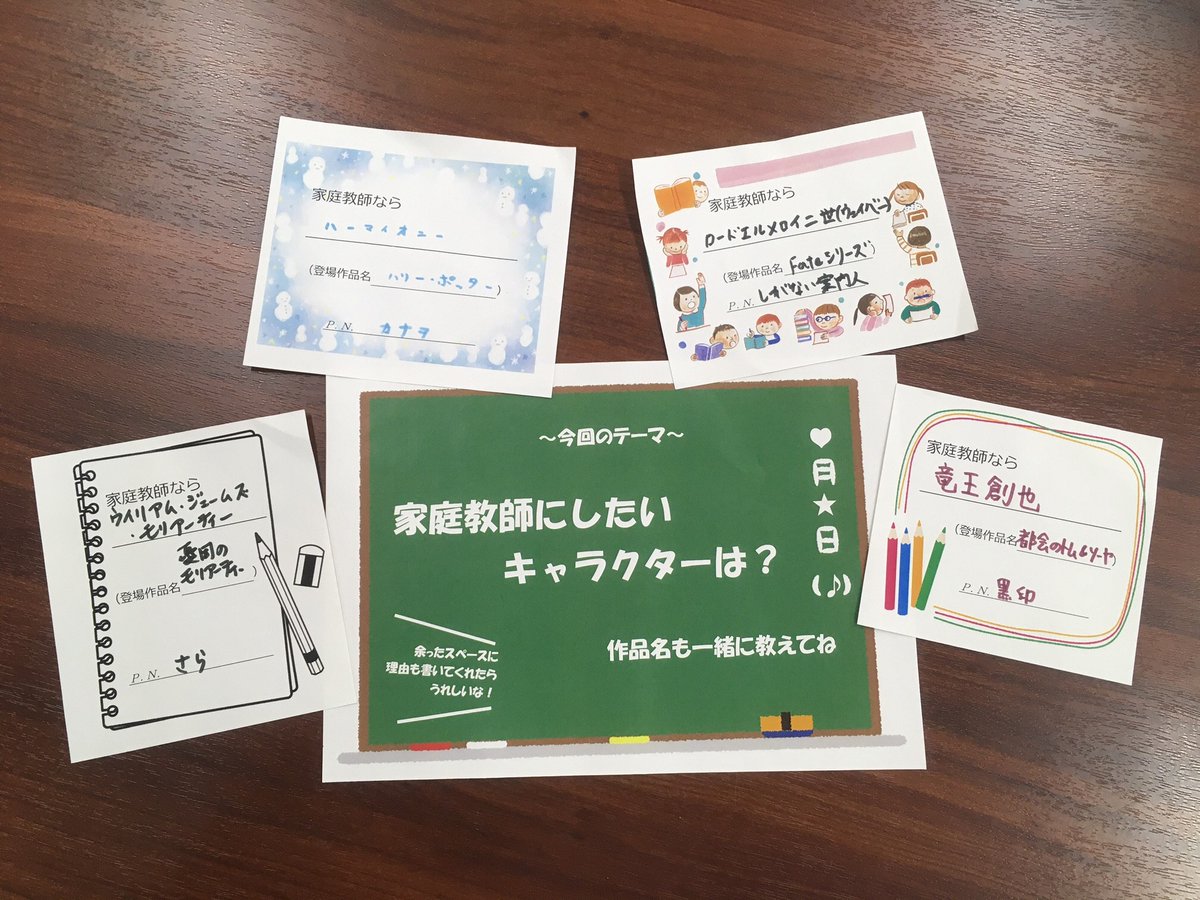 家庭教師なら
ハーマイオニー
(登場作品名 ハリー・ポッター)
P.N. カナヲ
家庭教師なら
ロードエルメロイ二世(ウェイバー)
(登場作品名 Fateシリーズ)
P.N. しがない案内人
家庭教師なら
ウイリアム・ジェームズ
・モリアーティー
憂国の
モリアーティー
(登場作品名 )
P.N. さら
〜今回のテーマ〜
家庭教師にしたい
キャラクターは?
♥月★日(♪)
作品名も一緒に教えてね
余ったスペースに
理由も書いてくれたら
うれしいな!
家庭教師なら
竜王創也
(登場作品名 都会のトム&ソーヤ)
P.N. 黒印